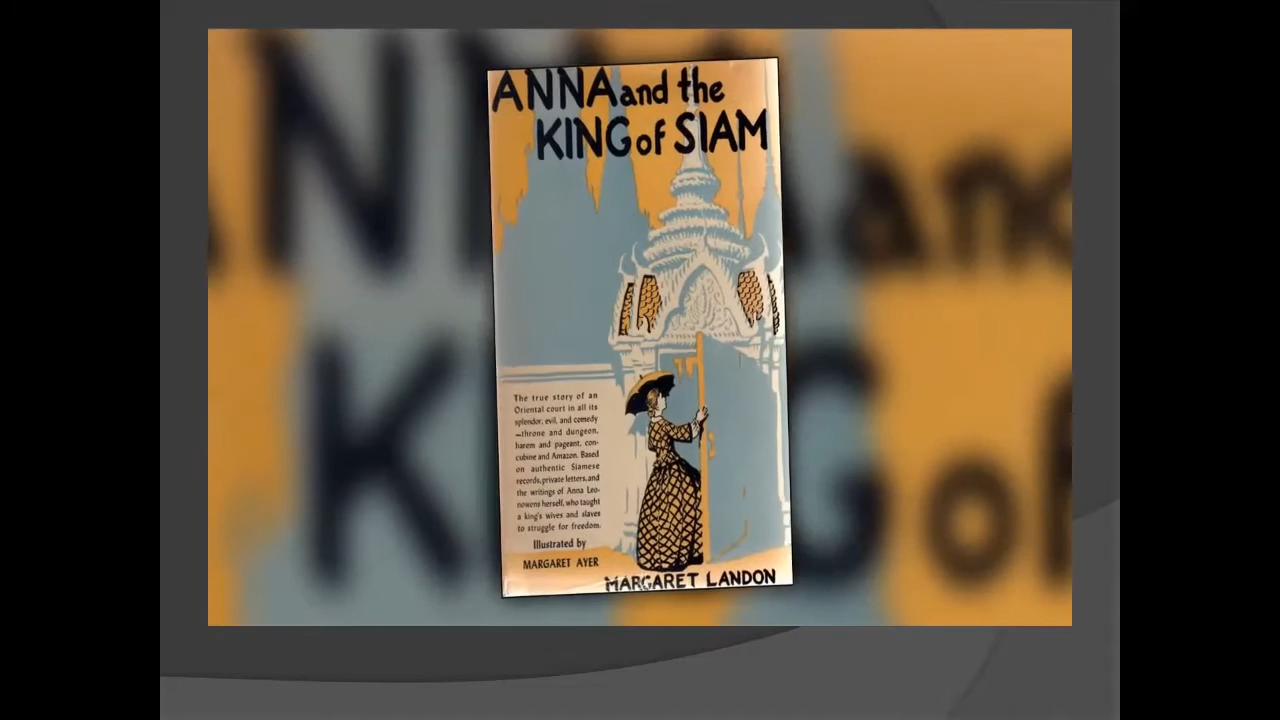 ANNA and the
KING of SIAM
The true story of an
Oriental court in all its
splendor, evil, and comedy
—throne and dungeon,
harem and pageant, con-
cubine and Amazon. Based
on authentic Siamese
records, private letters, and
the writings of Anna Leo-
nowens herself, who taught
a king's wives and slaves
to struggle for freedom.
Illustrated by
MARGARET AYER
MARGARET LANDON